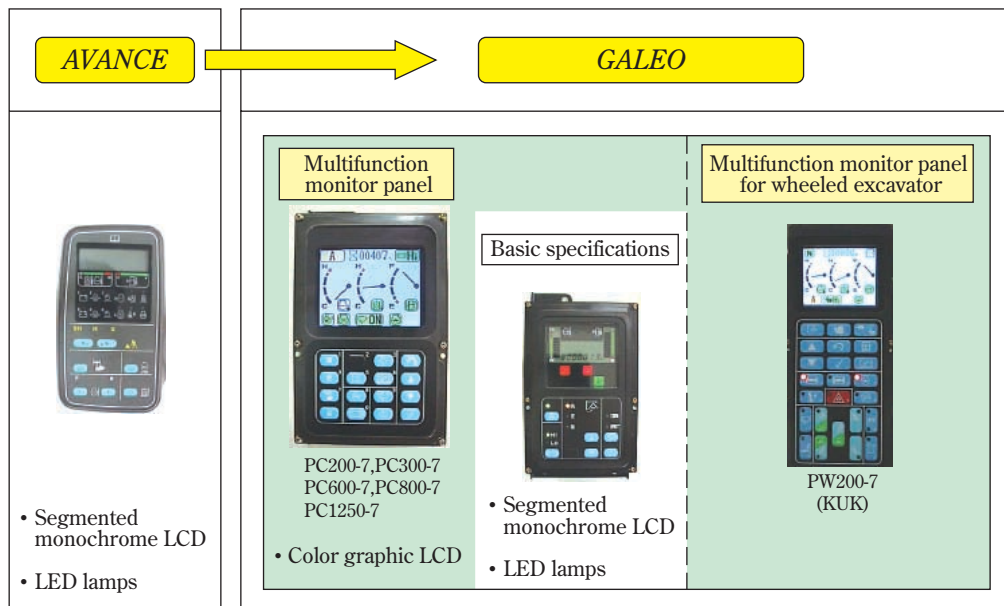 AVANCE
GALEO
Multifunction
monitor panel
Multifunction monitor panel
for wheeled excavator
Basic specifications
A
00407
ON
PC200-7,PC300-7
PC600-7,PC800-7
PC1250-7
• Color graphic LCD
• Segmented
monochrome LCD
• LED lamps
PW200-7
(KUK)
• Segmented
monochrome LCD
• LED lamps